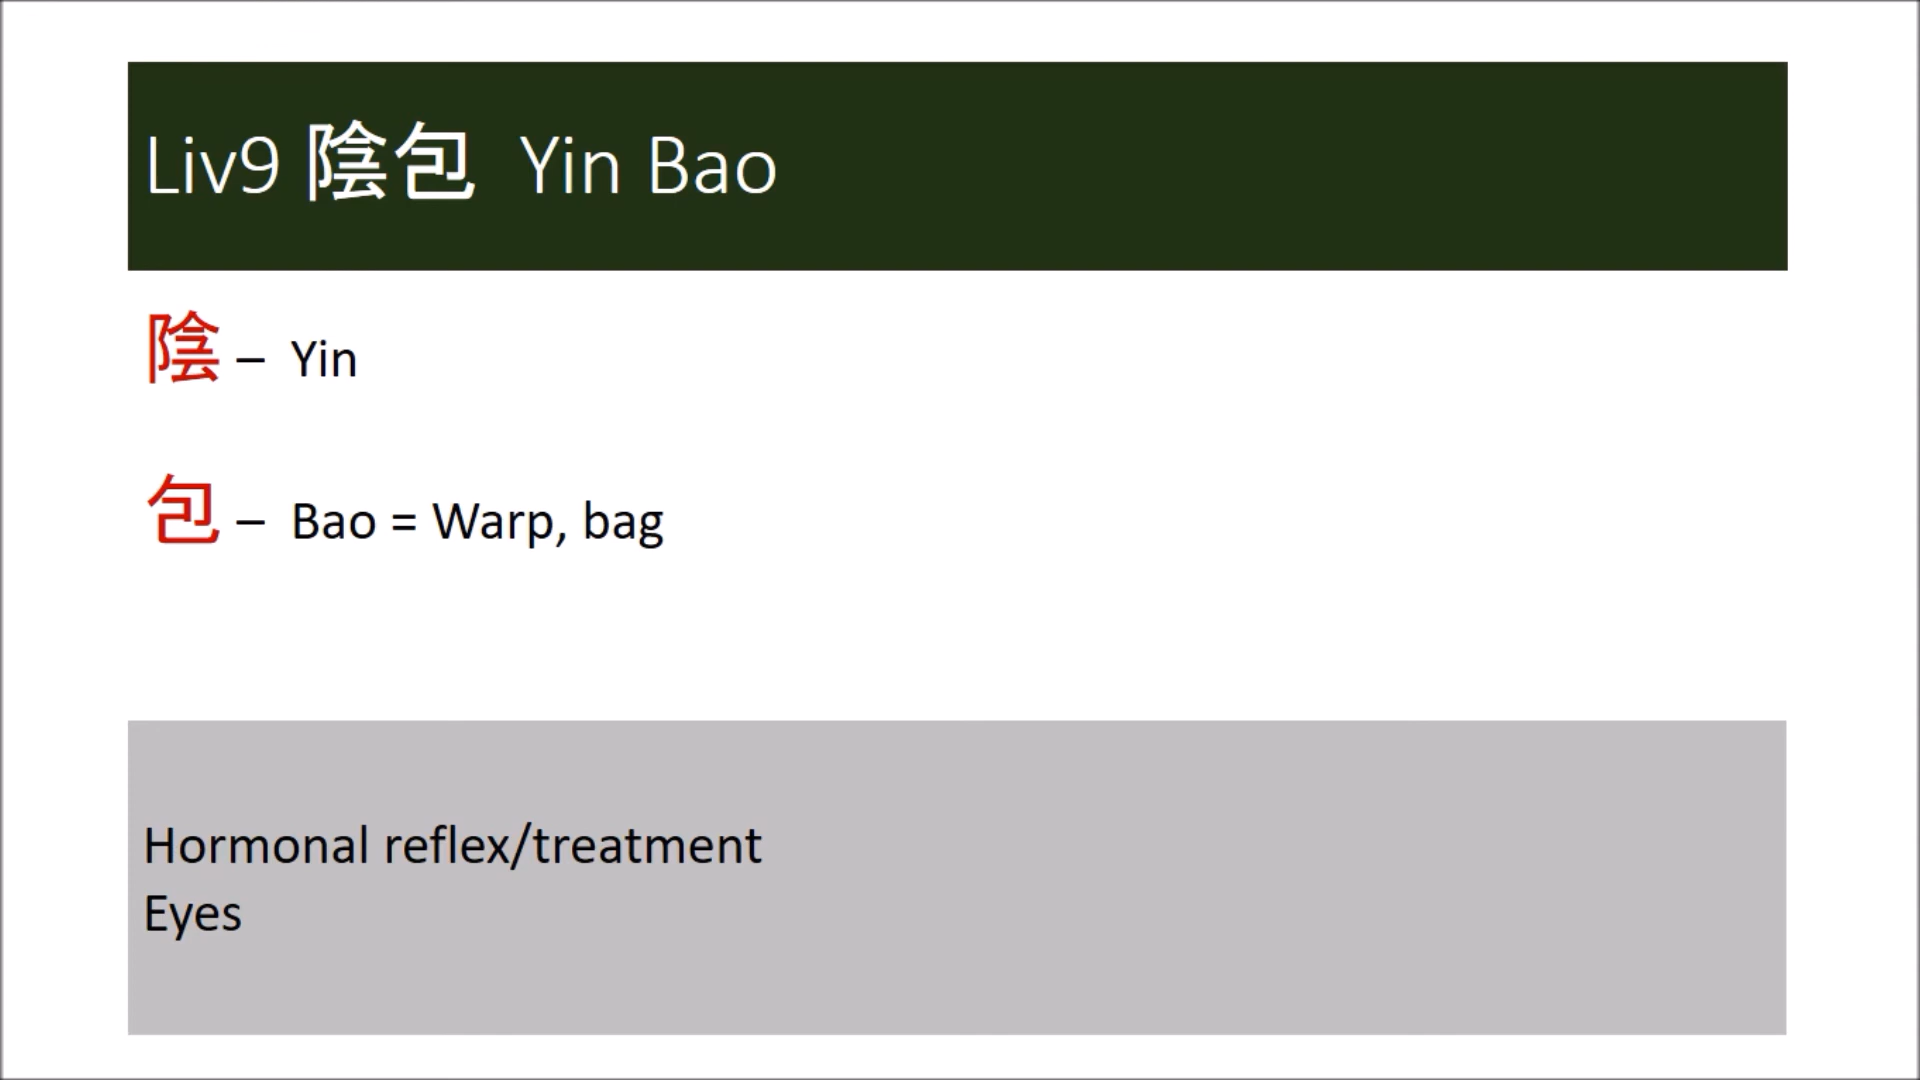 Liv9 陰包 Yin Bao
陰 – Yin
包 – Bao = Warp, bag
Hormonal reflex/treatment
Eyes